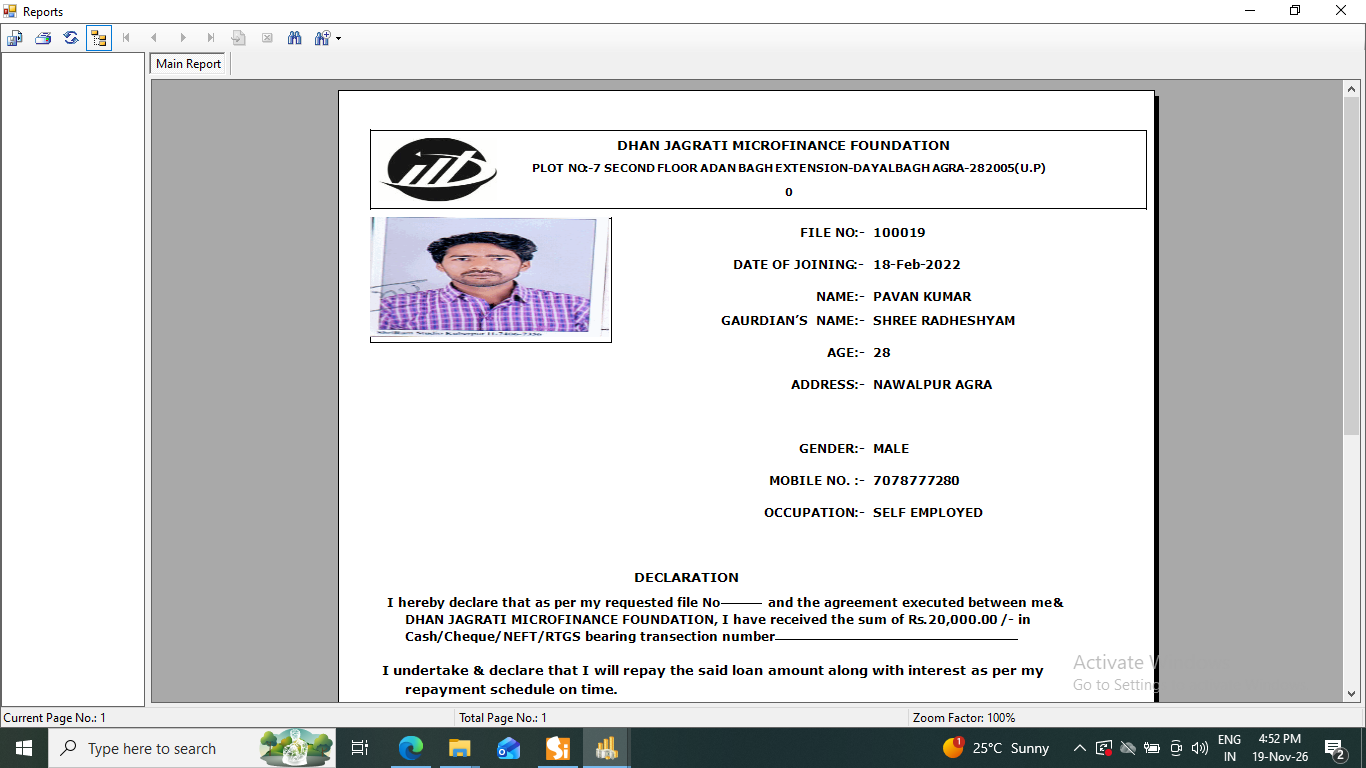 Reports
Main Report
DHAN JAGRATI MICROFINANCE FOUNDATION
PLOT NO:-7 SECOND FLOOR ADAN BAGH EXTENSION-DAYALBAGH AGRA-282005(U.P)
0
FILE NO:- 100019
DATE OF JOINING:- 18-Feb-2022
NAME:- PAVAN KUMAR
GAURDIAN'S NAME:- SHREE RADHESHYAM
AGE:- 28
ADDRESS:- NAWALPUR AGRA
GENDER:- MALE
MOBILE NO. :- 7078777280
OCCUPATION:- SELF EMPLOYED
DECLARATION
I hereby declare that as per my requested file No——— and the agreement executed between me &
DHAN JAGRATI MICROFINANCE FOUNDATION, I have received the sum of Rs.20,000.00 /- in
Cash/Cheque/NEFT/RTGS bearing transection number__________________
I undertake & declare that I will repay the said loan amount along with interest as per my
repayment schedule on time.
Activate
Go to Setting
Current Page No.: 1 Total Page No.: 1 Zoom Factor: 100%
Type here to search
1 25°C Sunny
ENG
IN
4:52 PM
19-Nov-26
2